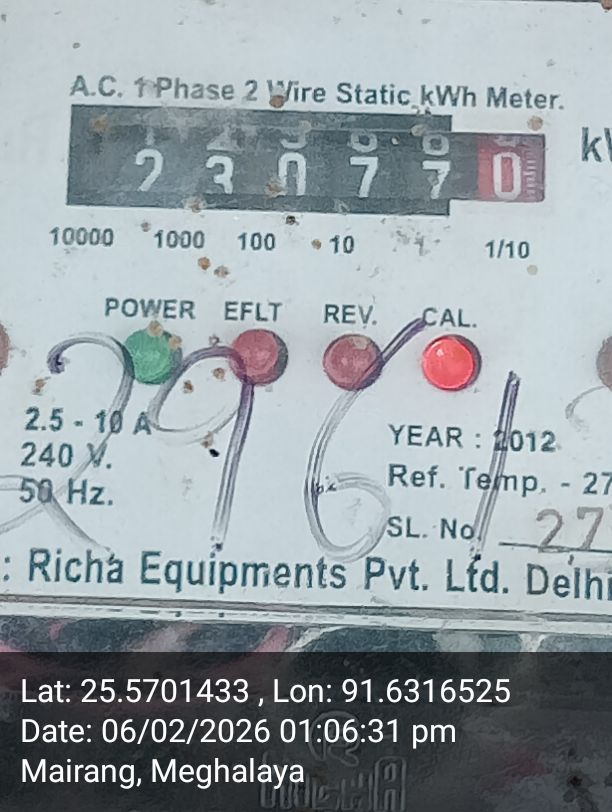 A.C. 1 Phase 2 Wire Static kWh Meter.
2 3 0 7 7 0
10000 1000 100 10 1 1/10
POWER EFLT REV. CAL.
2961
2.5 - 10 A
240 V.
50 Hz.
YEAR : 2012
Ref. Temp. - 27
SL. No. 27
: Richa Equipments Pvt. Ltd. Delhi
Lat: 25.5701433 , Lon: 91.6316525
Date: 06/02/2026 01:06:31 pm
Mairang, Meghalaya